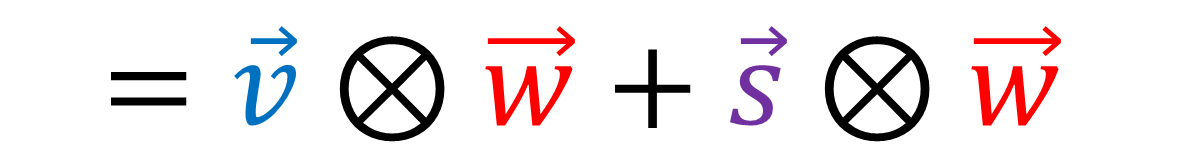 = v⃗ ⊗ w⃗ + s⃗ ⊗ w⃗